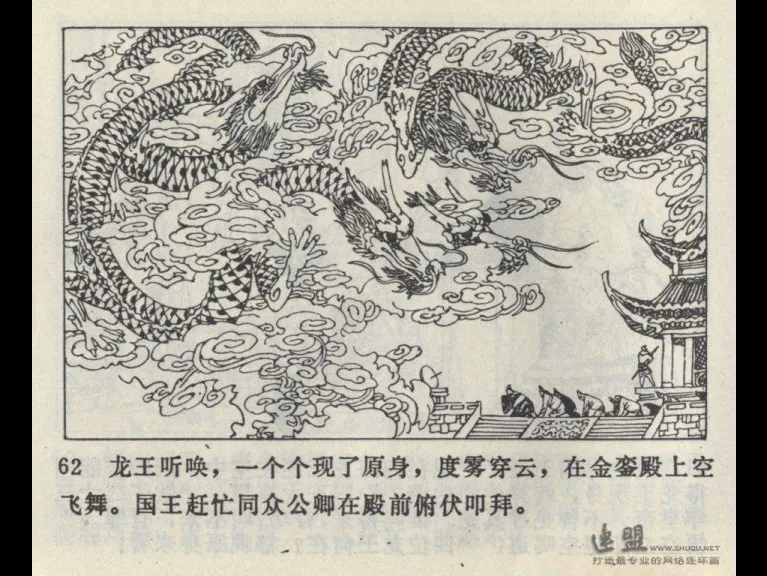 62 龙王听唤，一个个现了原身，度雾穿云，在金銮殿上空
飞舞。国王赶忙同众公卿在殿前俯伏叩拜。
连盟 WWW.SHUQU.NET
打造最专业的网络连环画